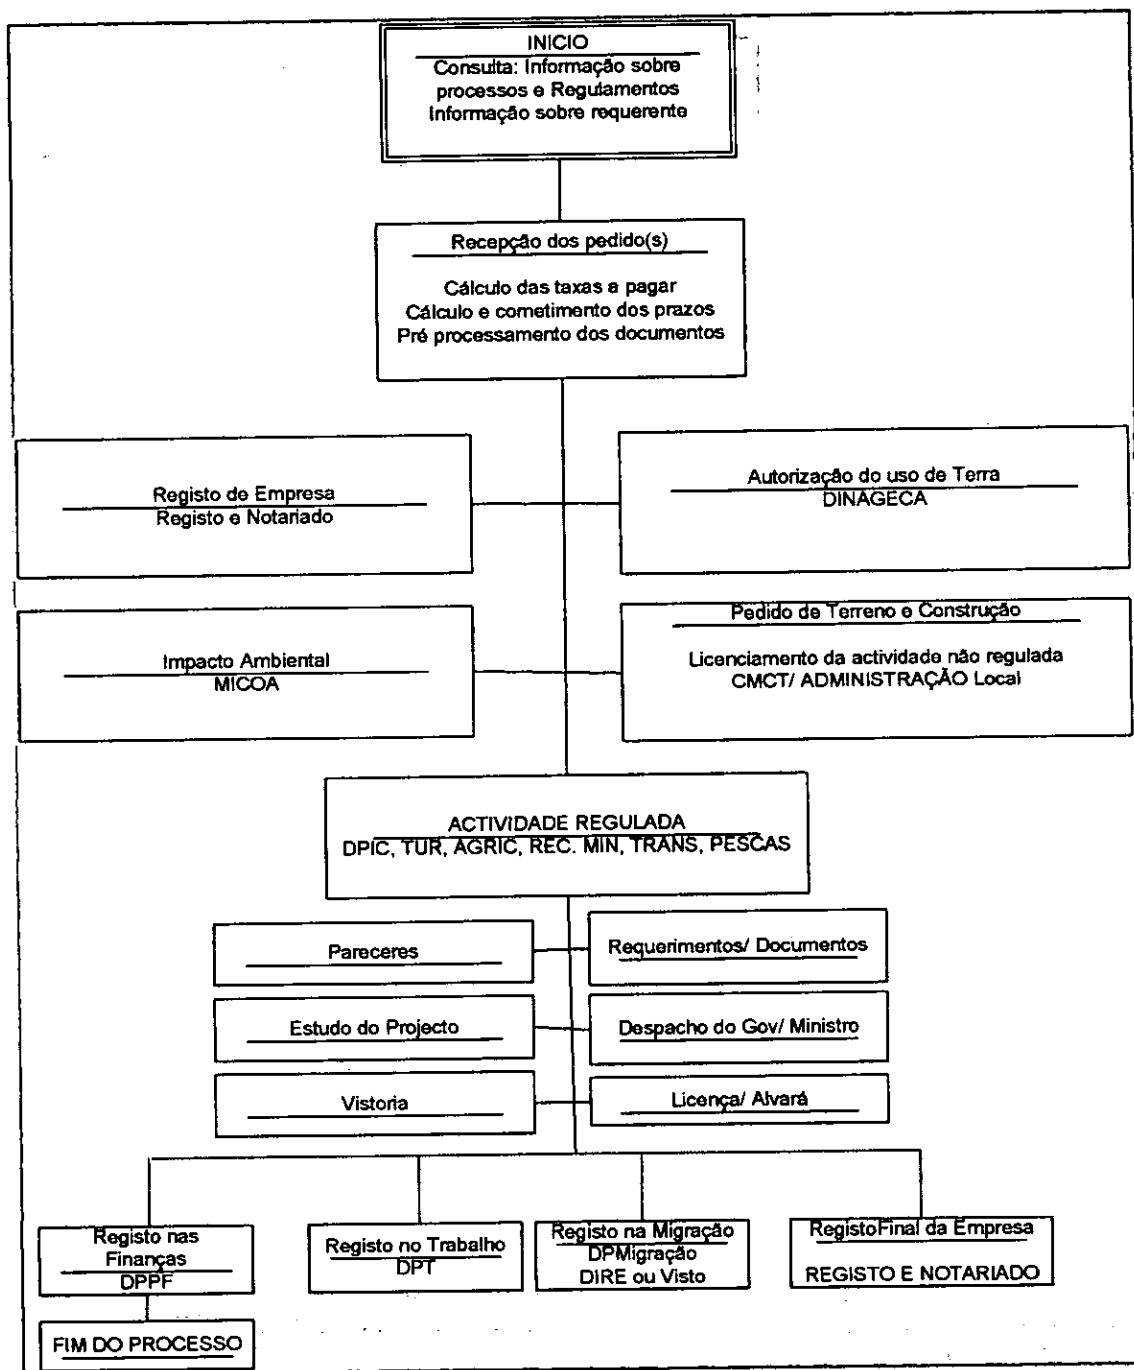 INICIO
Consulta: Informação sobre
processos e Regulamentos
Informação sobre requerente
Recepção dos pedido(s)
Cálculo das taxas a pagar
Cálculo e cometimento dos prazos
Pré processamento dos documentos
Registo de Empresa
Registo e Notariado
Autorização do uso de Terra
DINAGECA
Impacto Ambiental
MICOA
Pedido de Terreno e Construção
Licenciamento da actividade não regulada
CMCT/ ADMINISTRAÇÃO Local
ACTIVIDADE REGULADA
DPIC, TUR, AGRIC, REC. MIN, TRANS, PESCAS
Pareceres
Requerimentos/ Documentos
Estudo do Projecto
Despacho do Gov/ Ministro
Vistoria
Licença/ Alvará
Registo nas
Finanças
DPPF
Registo no Trabalho
DPT
Registo na Migração
DPMigração
DIRE ou Visto
RegistoFinal da Empresa
REGISTO E NOTARIADO
FIM DO PROCESSO